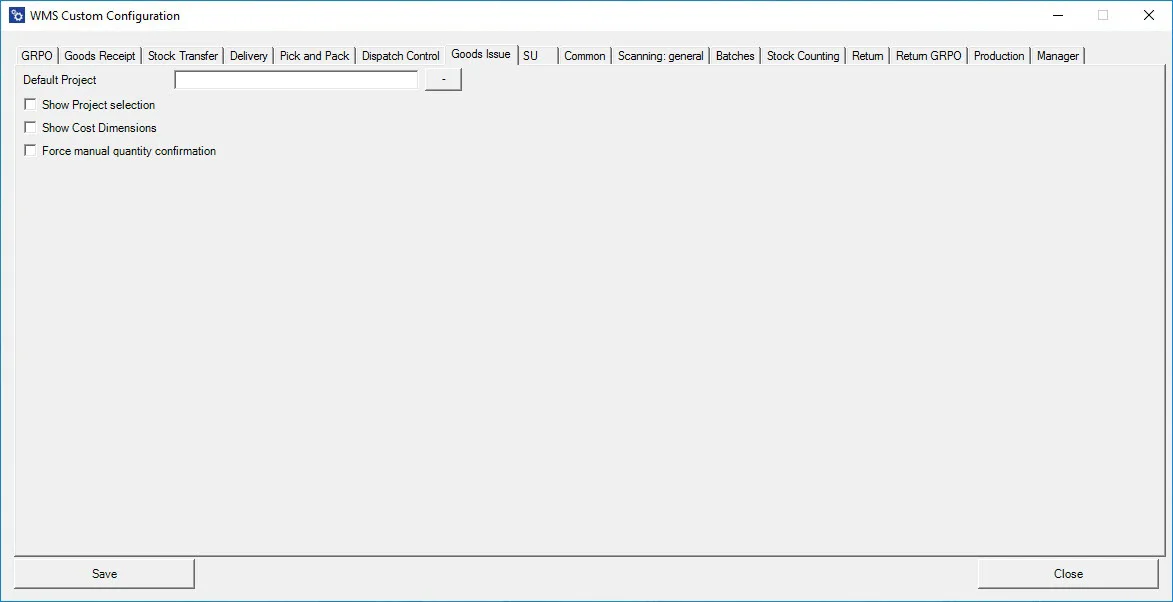 WMS Custom Configuration
GRPO Goods Receipt Stock Transfer Delivery Pick and Pack Dispatch Control Goods Issue SU Common Scanning: general Batches Stock Counting Return Return GRPO Production Manager
Default Project -
Show Project selection
Show Cost Dimensions
Force manual quantity confirmation
Save Close